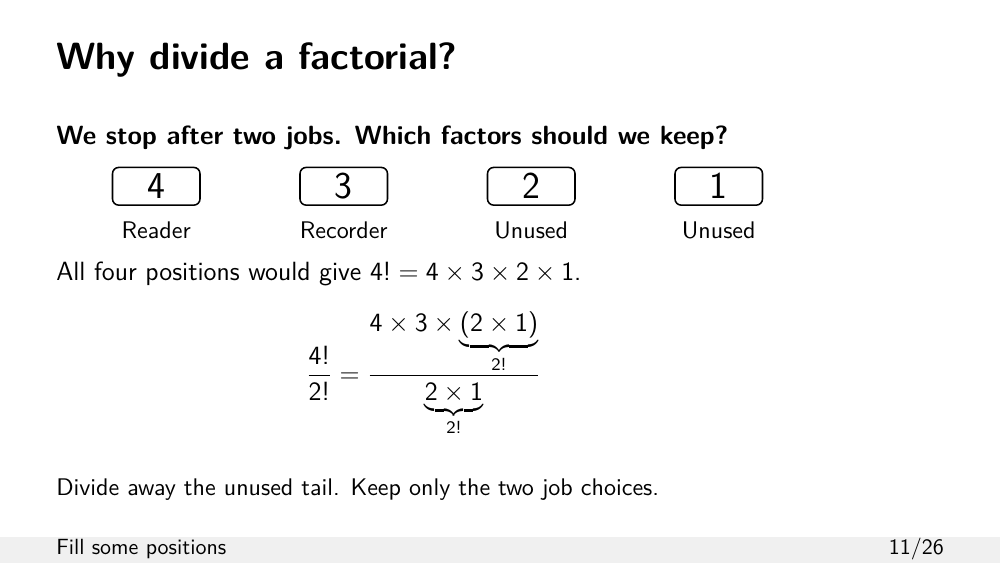 Why divide a factorial?
We stop after two jobs. Which factors should we keep?
4 3 2 1
Reader Recorder Unused Unused
All four positions would give 4! = 4 × 3 × 2 × 1.
4!/2! = 4 × 3 × (2 × 1)/2 × 1
2!
2!
Divide away the unused tail. Keep only the two job choices.
Fill some positions 11/26